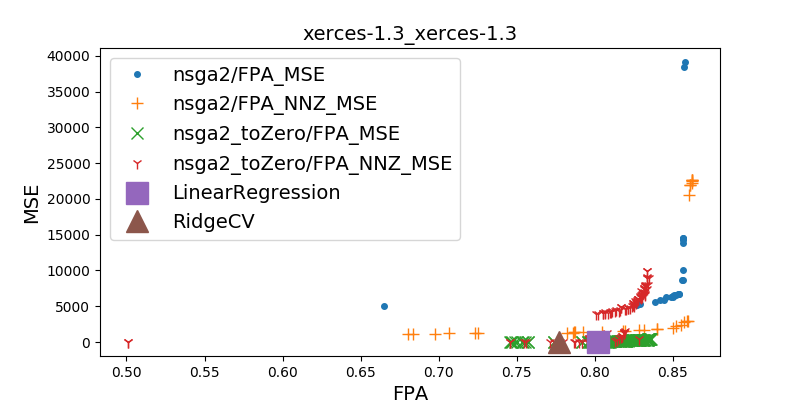 xerces-1.3_xerces-1.3
40000
35000
30000
25000
20000
15000
10000
5000
0
MSE
nsga2/FPA_MSE
nsga2/FPA_NNZ_MSE
nsga2_toZero/FPA_MSE
nsga2_toZero/FPA_NNZ_MSE
LinearRegression
RidgeCV
0.50 0.55 0.60 0.65 0.70 0.75 0.80 0.85
FPA